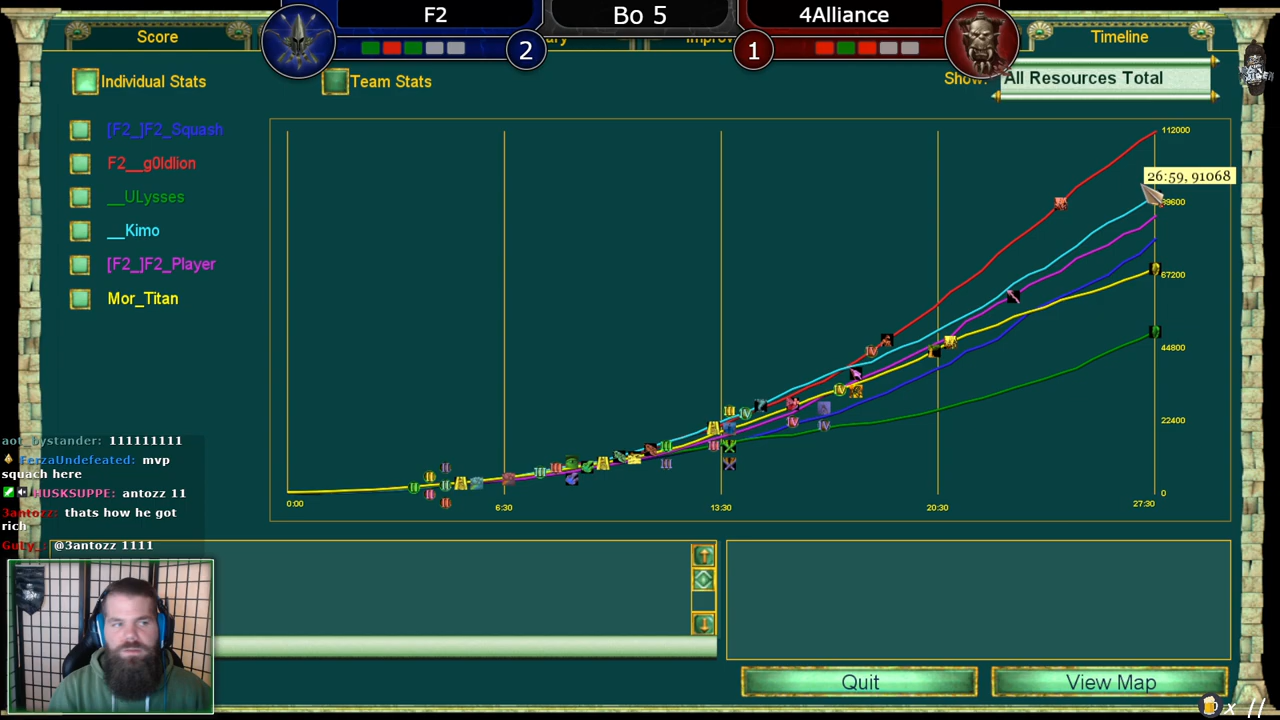 F2
Bo 5
4Alliance
2
1
Score
Timeline
Individual Stats
Team Stats
Show:
All Resources Total
[F2_]F2_Squash
F2__g0ldlion
__ULysses
__Kimo
[F2_]F2_Player
Mor_Titan
112000
26:59, 91068
89600
67200
44800
22400
0
0:00
6:30
13:30
20:30
27:30
aot_bystander: 111111111
FerzaUndefeated: mvp
squach here
HUSKSUPPE: antozz 11
3antozz: thats how he got
rich
@3antozz 1111
Quit
View Map
x 11